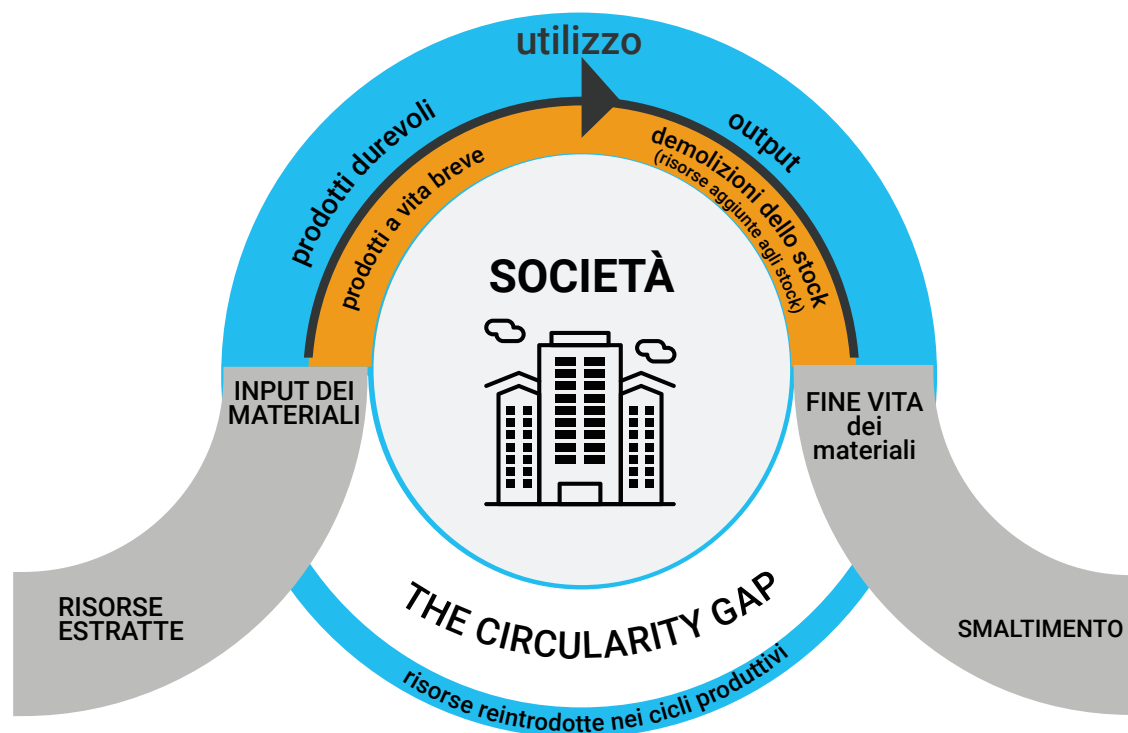 utilizzo
prodotti durevoli
prodotti a vita breve
output
demolizioni dello stock
(risorse aggiunte agli stock)
SOCIETÀ
INPUT DEI
MATERIALI
FINE VITA
dei
materiali
RISORSE
ESTRATTE
THE CIRCULARITY GAP
SMALTIMENTO
risorse reintrodotte nei cicli produttivi